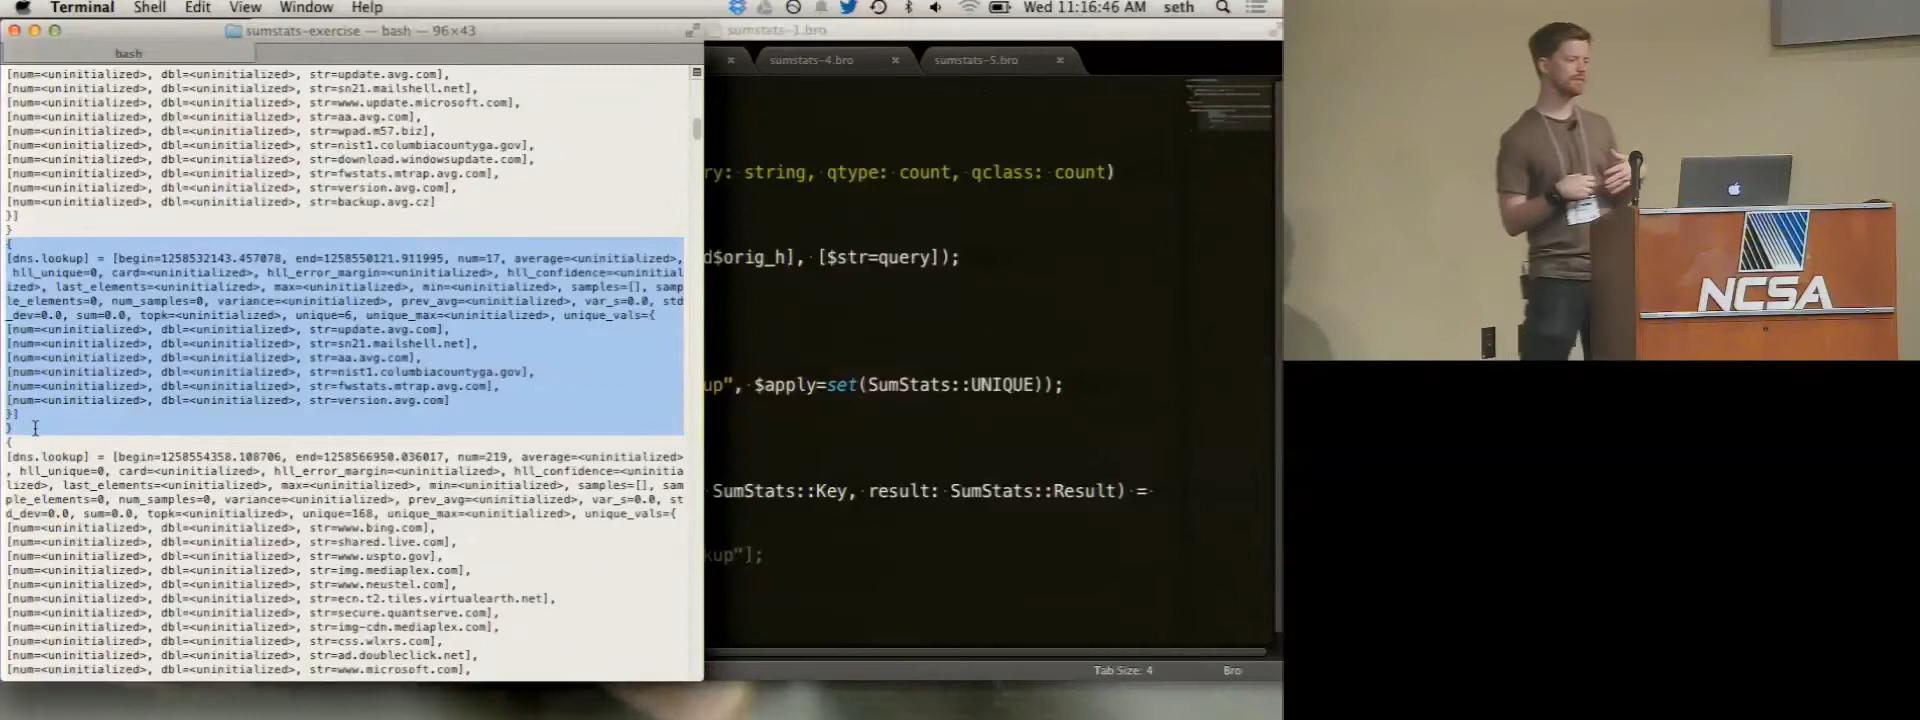 Terminal Shell Edit View Window Help
Wed 11:16:46 AM seth
sumstats-exercise — bash — 96×43
bash
[num=<uninitialized>, dbl=<uninitialized>, str=update.avg.com],
[num=<uninitialized>, dbl=<uninitialized>, str=sn21.mailshell.net],
[num=<uninitialized>, dbl=<uninitialized>, str=www.update.microsoft.com],
[num=<uninitialized>, dbl=<uninitialized>, str=aa.avg.com],
[num=<uninitialized>, dbl=<uninitialized>, str=wpad.m57.biz],
[num=<uninitialized>, dbl=<uninitialized>, str=nist1.columbiacountyga.gov],
[num=<uninitialized>, dbl=<uninitialized>, str=download.windowsupdate.com],
[num=<uninitialized>, dbl=<uninitialized>, str=fwstats.mtrap.avg.com],
[num=<uninitialized>, dbl=<uninitialized>, str=version.avg.com],
[num=<uninitialized>, dbl=<uninitialized>, str=backup.avg.cz]
}]
}
{
[dns.lookup] = [begin=1258532143.457078, end=1258550121.911995, num=17, average=<uninitialized>,
hll_unique=0, card=<uninitialized>, hll_error_margin=<uninitialized>, hll_confidence=<uninitial
ized>, last_elements=<uninitialized>, max=<uninitialized>, min=<uninitialized>, samples=[], samp
le_elements=0, num_samples=0, variance=<uninitialized>, prev_avg=<uninitialized>, var_s=0.0, std
_dev=0.0, sum=0.0, topk=<uninitialized>, unique=6, unique_max=<uninitialized>, unique_vals={
[num=<uninitialized>, dbl=<uninitialized>, str=update.avg.com],
[num=<uninitialized>, dbl=<uninitialized>, str=sn21.mailshell.net],
[num=<uninitialized>, dbl=<uninitialized>, str=aa.avg.com],
[num=<uninitialized>, dbl=<uninitialized>, str=nist1.columbiacountyga.gov],
[num=<uninitialized>, dbl=<uninitialized>, str=fwstats.mtrap.avg.com],
[num=<uninitialized>, dbl=<uninitialized>, str=version.avg.com]
}]
}
{
[dns.lookup] = [begin=1258554358.108706, end=1258566950.036017, num=219, average=<uninitialized>
, hll_unique=0, card=<uninitialized>, hll_error_margin=<uninitialized>, hll_confidence=<uninitia
lized>, last_elements=<uninitialized>, max=<uninitialized>, min=<uninitialized>, samples=[], sam
ple_elements=0, num_samples=0, variance=<uninitialized>, prev_avg=<uninitialized>, var_s=0.0, st
d_dev=0.0, sum=0.0, topk=<uninitialized>, unique=168, unique_max=<uninitialized>, unique_vals={
[num=<uninitialized>, dbl=<uninitialized>, str=www.bing.com],
[num=<uninitialized>, dbl=<uninitialized>, str=shared.live.com],
[num=<uninitialized>, dbl=<uninitialized>, str=www.uspto.gov],
[num=<uninitialized>, dbl=<uninitialized>, str=img.mediaplex.com],
[num=<uninitialized>, dbl=<uninitialized>, str=www.neustel.com],
[num=<uninitialized>, dbl=<uninitialized>, str=ecn.t2.tiles.virtualearth.net],
[num=<uninitialized>, dbl=<uninitialized>, str=secure.quantserve.com],
[num=<uninitialized>, dbl=<uninitialized>, str=img-cdn.mediaplex.com],
[num=<uninitialized>, dbl=<uninitialized>, str=css.wlxrs.com],
[num=<uninitialized>, dbl=<uninitialized>, str=ad.doubleclick.net],
[num=<uninitialized>, dbl=<uninitialized>, str=www.microsoft.com],
sumstats-1.bro
sumstats-4.bro
sumstats-5.bro
ry: string, qtype: count, qclass: count)
d$orig_h], [$str=query]);
up", $apply=set(SumStats::UNIQUE));
SumStats::Key, result: SumStats::Result) =
kup"];
Tab Size: 4
Bro
NCSA